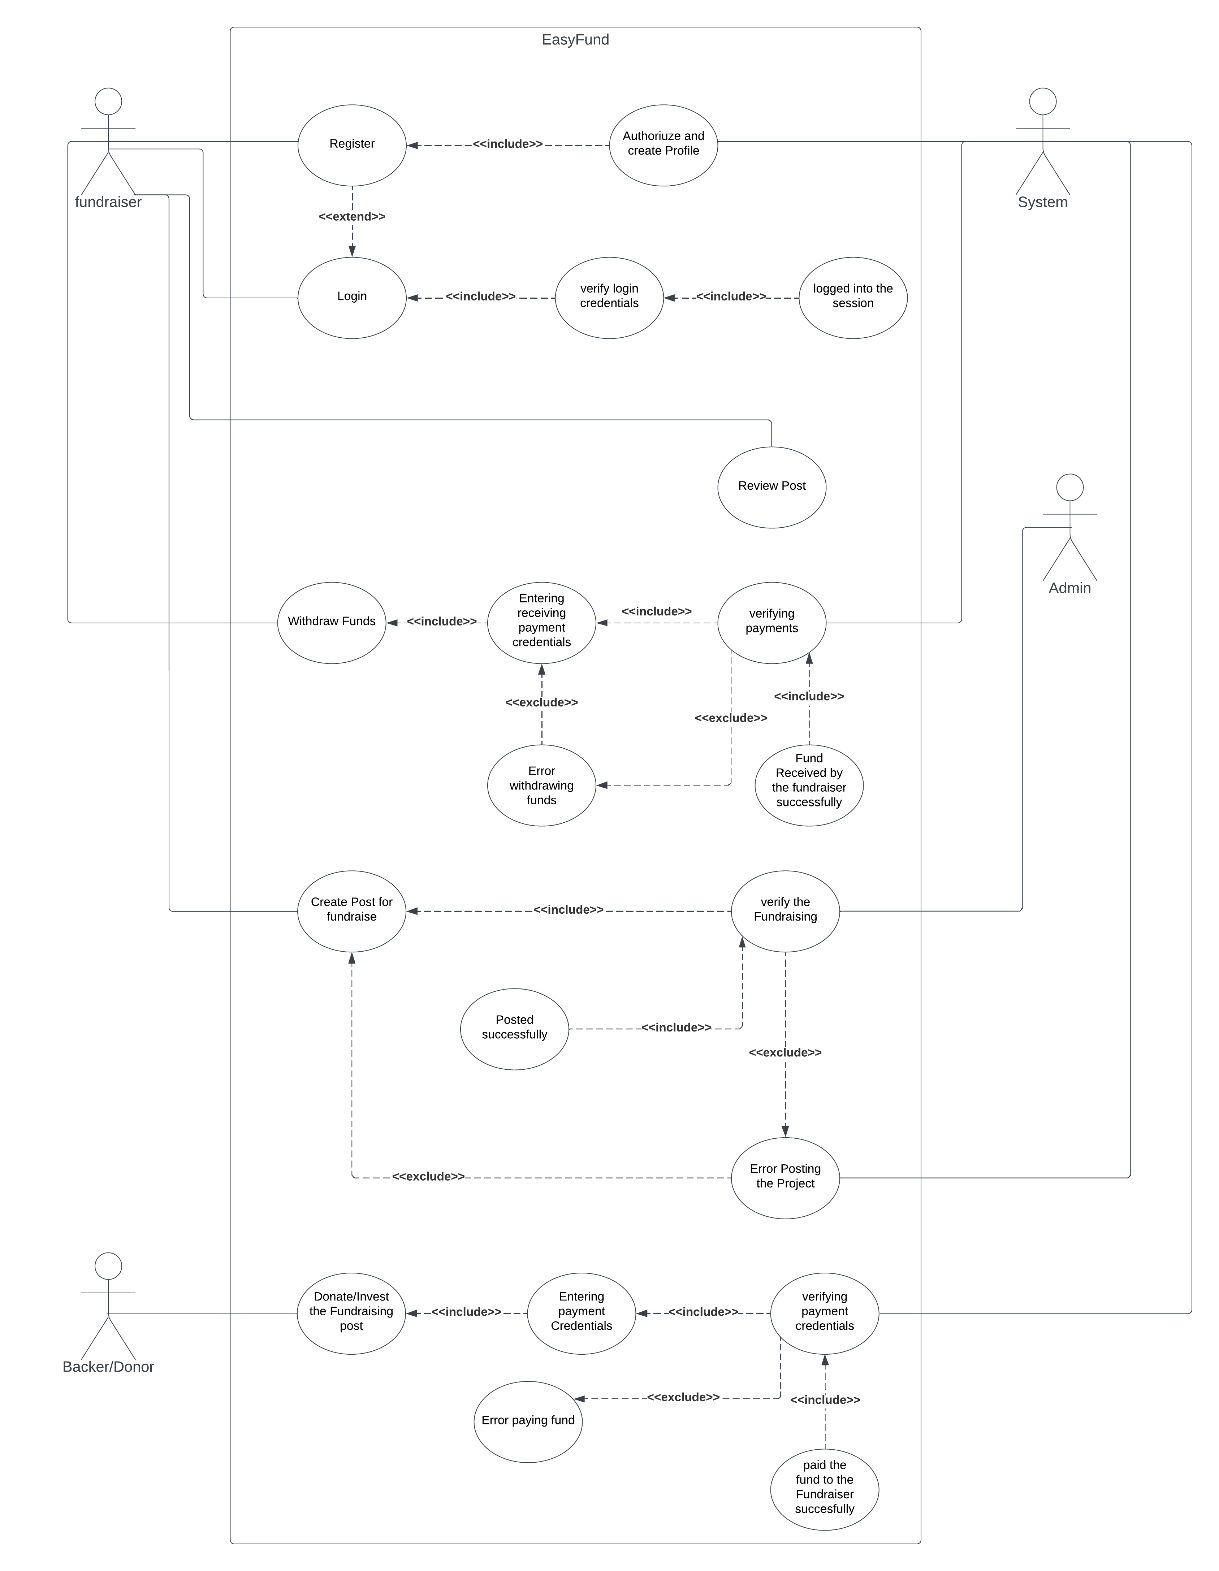 EasyFund
fundraiser
System
Register
<<include>>
Authoriuze and
create Profile
<<extend>>
Login
<<include>>
verify login
credentials
<<include>>
logged into the
session
Review Post
Admin
Withdraw Funds
<<include>>
Entering
receiving
payment
credentials
<<include>>
verifying
payments
<<exclude>>
<<exclude>>
<<include>>
Error
withdrawing
funds
Fund
Received by
the fundraiser
successfully
Create Post for
fundraise
<<include>>
verify the
Fundraising
Posted
successfully
<<include>>
<<exclude>>
<<exclude>>
Error Posting
the Project
Backer/Donor
Donate/Invest
the Fundraising
post
<<include>>
Entering
payment
Credentials
<<include>>
verifying
payment
credentials
<<exclude>>
<<include>>
Error paying fund
paid the
fund to the
Fundraiser
succesfully